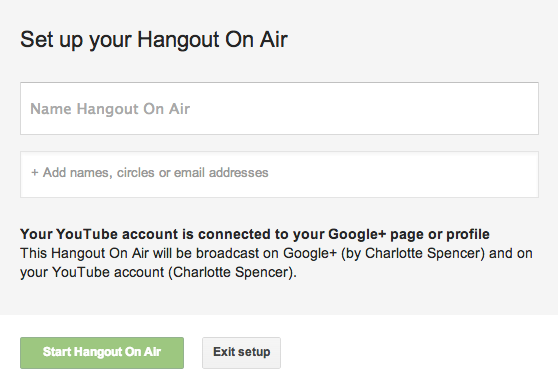 Set up your Hangout On Air
Name Hangout On Air
+ Add names, circles or email addresses
Your YouTube account is connected to your Google+ page or profile
This Hangout On Air will be broadcast on Google+ (by Charlotte Spencer) and on
your YouTube account (Charlotte Spencer).
Start Hangout On Air
Exit setup